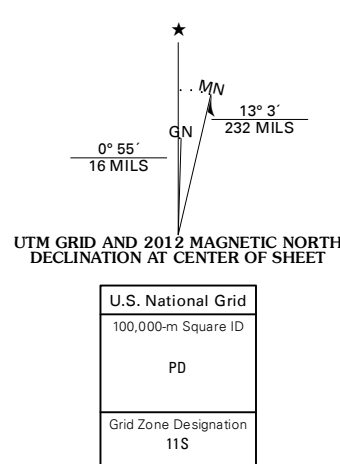 ★
MN
GN
13° 3´
232 MILS
0° 55´
16 MILS
UTM GRID AND 2012 MAGNETIC NORTH
DECLINATION AT CENTER OF SHEET
U.S. National Grid
100,000-m Square ID
PD
Grid Zone Designation
11S